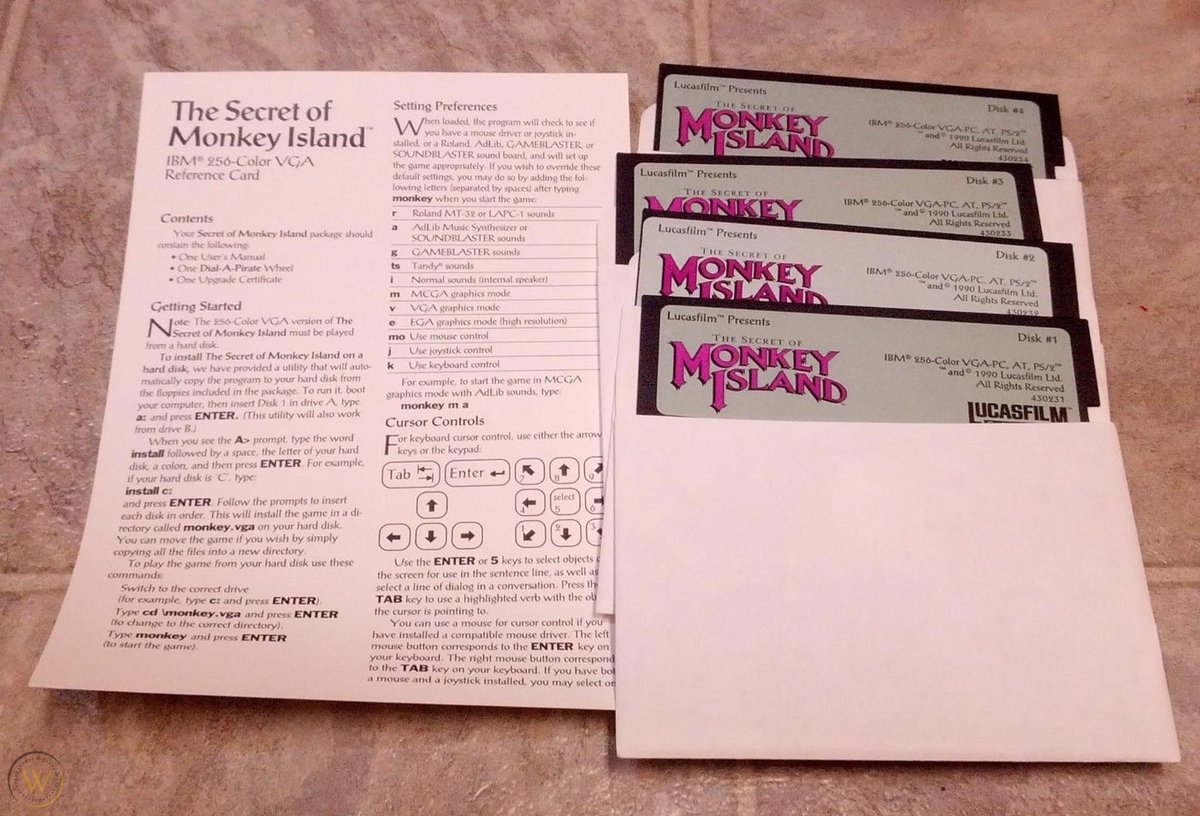 The Secret of
Monkey Island™
IBM® 256-Color VGA
Reference Card
Contents
Your Secret of Monkey Island package should
contain the following:
• One User's Manual
• One Dial-A-Pirate Wheel
• One Upgrade Certificate
Getting Started
Note: The 256-Color VGA version of The
Secret of Monkey Island must be played
from a hard disk.
To install The Secret of Monkey Island on a
hard disk, we have provided a utility that will auto-
matically copy the program to your hard disk from
the floppies included in the package. To run it, boot
your computer, then insert Disk 1 in drive A, type
a: and press ENTER. (This utility will also work
from drive B.)
When you see the A> prompt, type the word
install followed by a space, the letter of your hard
disk, a colon, and then press ENTER. For example,
if your hard disk is 'C', type:
install c:
and press ENTER. Follow the prompts to insert
each disk in order. This will install the game in a di-
rectory called monkey.vga on your hard disk.
You can move the game if you wish by simply
copying all the files into a new directory.
To play the game from your hard disk use these
commands:
Switch to the correct drive
(for example, type c: and press ENTER).
Type cd \monkey.vga and press ENTER
(to change to the correct directory).
Type monkey and press ENTER
(to start the game).
Setting Preferences
When loaded, the program will check to see if
you have a mouse driver or joystick in-
stalled, or a Roland, AdLib, GAMEBLASTER, or
SOUNDBLASTER sound board, and will set up
the game appropriately. If you wish to override these
default settings, you may do so by adding the fol-
lowing letters (separated by spaces) after typing
monkey when you start the game:
r Roland MT-32 or LAPC-1 sounds
a AdLib Music Synthesizer or
SOUNDBLASTER sounds
g GAMEBLASTER sounds
ts Tandy® sounds
i Normal sounds (internal speaker)
m MCGA graphics mode
v VGA graphics mode
e EGA graphics mode (high resolution)
mo Use mouse control
j Use joystick control
k Use keyboard control
For example, to start the game in MCGA
graphics mode with AdLib sounds, type:
monkey m a
Cursor Controls
For keyboard cursor control, use either the arrow
keys or the keypad:
Tab Enter 7 8 9
4 select 5 6
1 2 3
Use the ENTER or 5 keys to select objects
the screen for use in the sentence line, as well as
select a line of dialog in a conversation. Press the
TAB key to use a highlighted verb with the
the cursor is pointing to.
You can use a mouse for cursor control if you
have installed a compatible mouse driver. The left
mouse button corresponds to the ENTER key on
your keyboard. The right mouse button correspond
to the TAB key on your keyboard. If you have
a mouse and a joystick installed, you may select
Lucasfilm™ Presents
THE SECRET OF
MONKEY
ISLAND
Disk #4
IBM® 256-Color VGA-PC, AT, PS/2™
™ and © 1990 Lucasfilm Ltd.
All Rights Reserved
430234
Lucasfilm™ Presents
THE SECRET OF
MONKEY
Disk #3
IBM® 256-Color VGA-PC, AT, PS/2™
™ and © 1990 Lucasfilm Ltd.
All Rights Reserved
430233
Lucasfilm™ Presents
THE SECRET OF
MONKEY
ISLAND
Disk #2
IBM® 256-Color VGA-PC, AT, PS/2™
™ and © 1990 Lucasfilm Ltd.
All Rights Reserved
Lucasfilm™ Presents
THE SECRET OF
MONKEY
ISLAND
Disk #1
IBM® 256-Color VGA-PC, AT, PS/2™
™ and © 1990 Lucasfilm Ltd.
All Rights Reserved
430231
LUCASFILM™
W